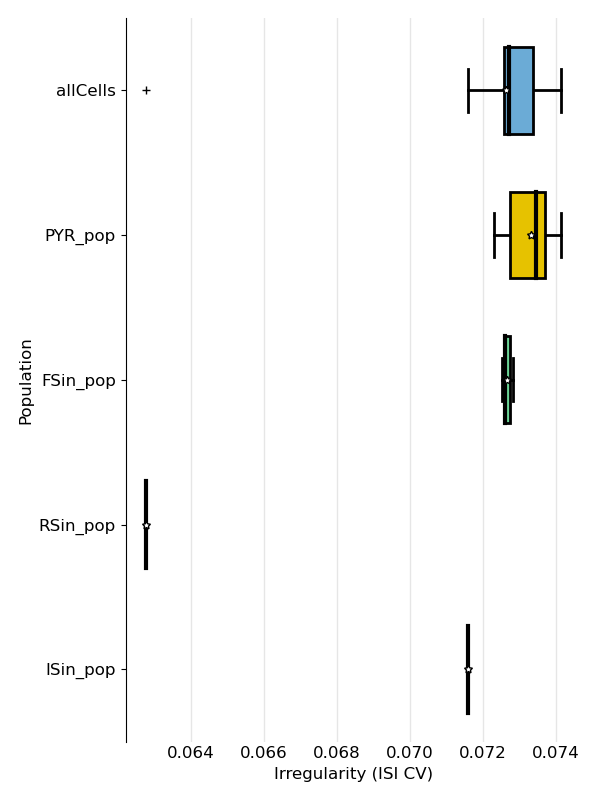 allCells
PYR_pop
FSin_pop
RSin_pop
ISin_pop
Population
0.064 0.066 0.068 0.070 0.072 0.074
Irregularity (ISI CV)